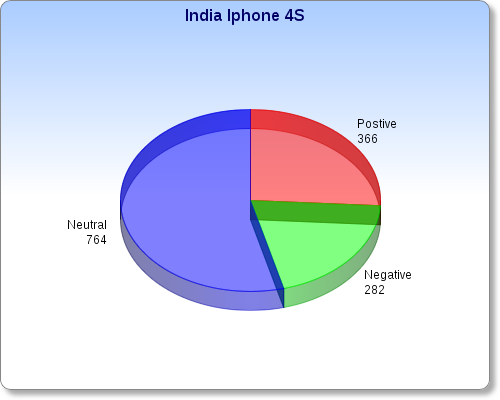 India Iphone 4S
Postive
366
Neutral
764
Negative
282